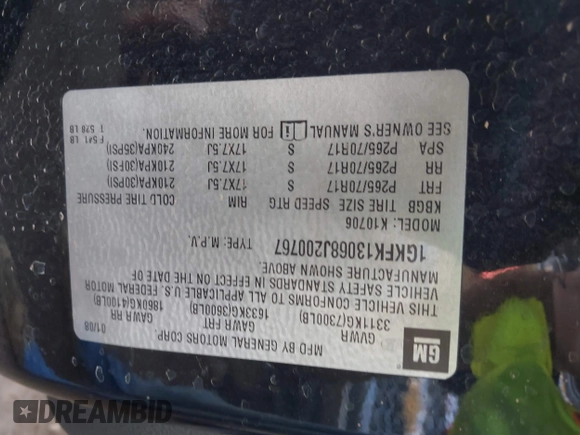 GM
MFD BY GENERAL MOTORS CORP. 01/08
GVWR GAWR FRT GAWR RR
3311KG(7300LB) 1633KG(3600LB) 1860KG(4100LB)
THIS VEHICLE CONFORMS TO ALL APPLICABLE U.S. FEDERAL MOTOR
VEHICLE SAFETY STANDARDS IN EFFECT ON THE DATE OF
MANUFACTURE SHOWN ABOVE.
1GKFK13068J200767 TYPE: M.P.V.
MODEL: K10706
KBGB TIRE SIZE SPEED RTG RIM COLD TIRE PRESSURE
FRT P265/70R17 S 17X7.5J 210KPA(30PSI)
RR P265/70R17 S 17X7.5J 210KPA(30PSI)
SPA P265/70R17 S 17X7.5J 240KPA(35PSI)
SEE OWNER'S MANUAL FOR MORE INFORMATION.
T 528 LB
DREAMBID